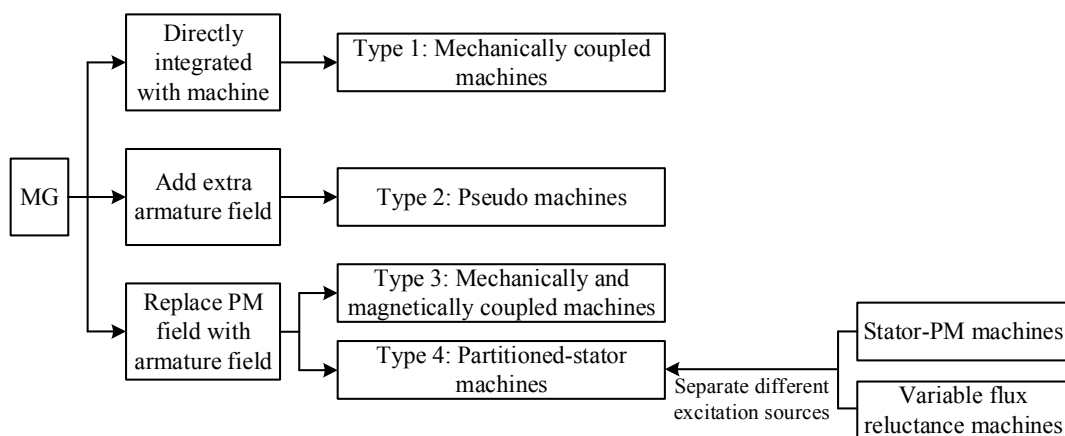 MG
Directly
integrated
with machine
Type 1: Mechanically coupled
machines
Add extra
armature field
Type 2: Pseudo machines
Replace PM
field with
armature field
Type 3: Mechanically and
magnetically coupled machines
Type 4: Partitioned-stator
machines
Separate different
excitation sources
Stator-PM machines
Variable flux
reluctance machines